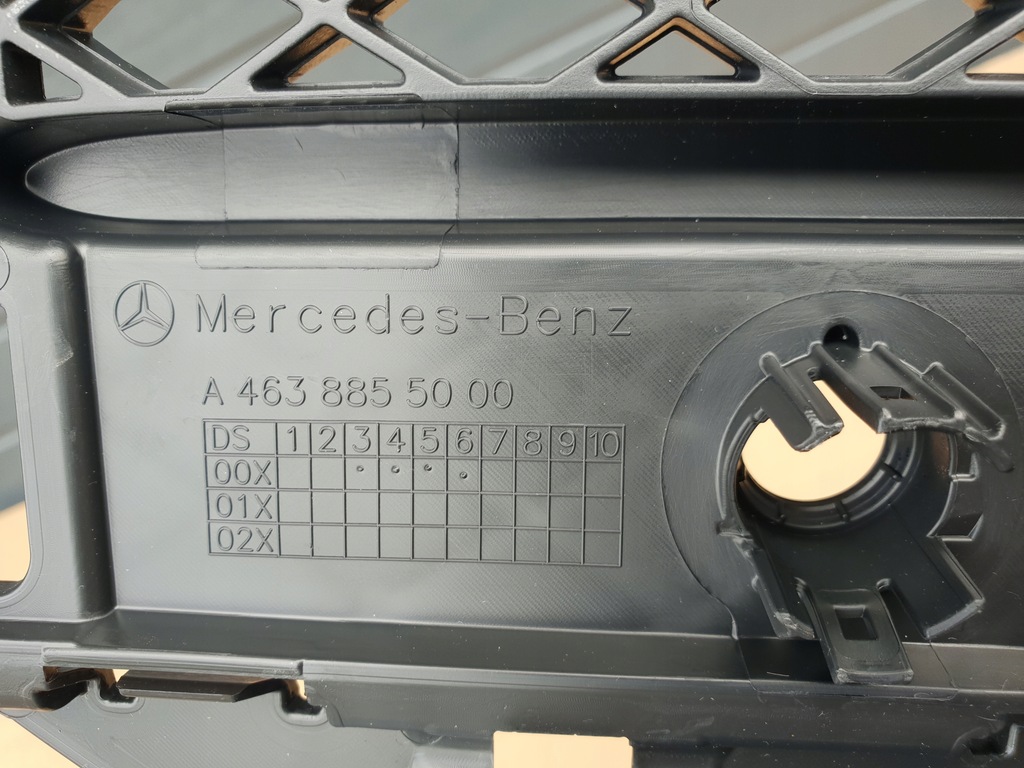 Mercedes-Benz
A 463 885 50 00
DS 1 2 3 4 5 6 7 8 9 10
00X
01X
02X